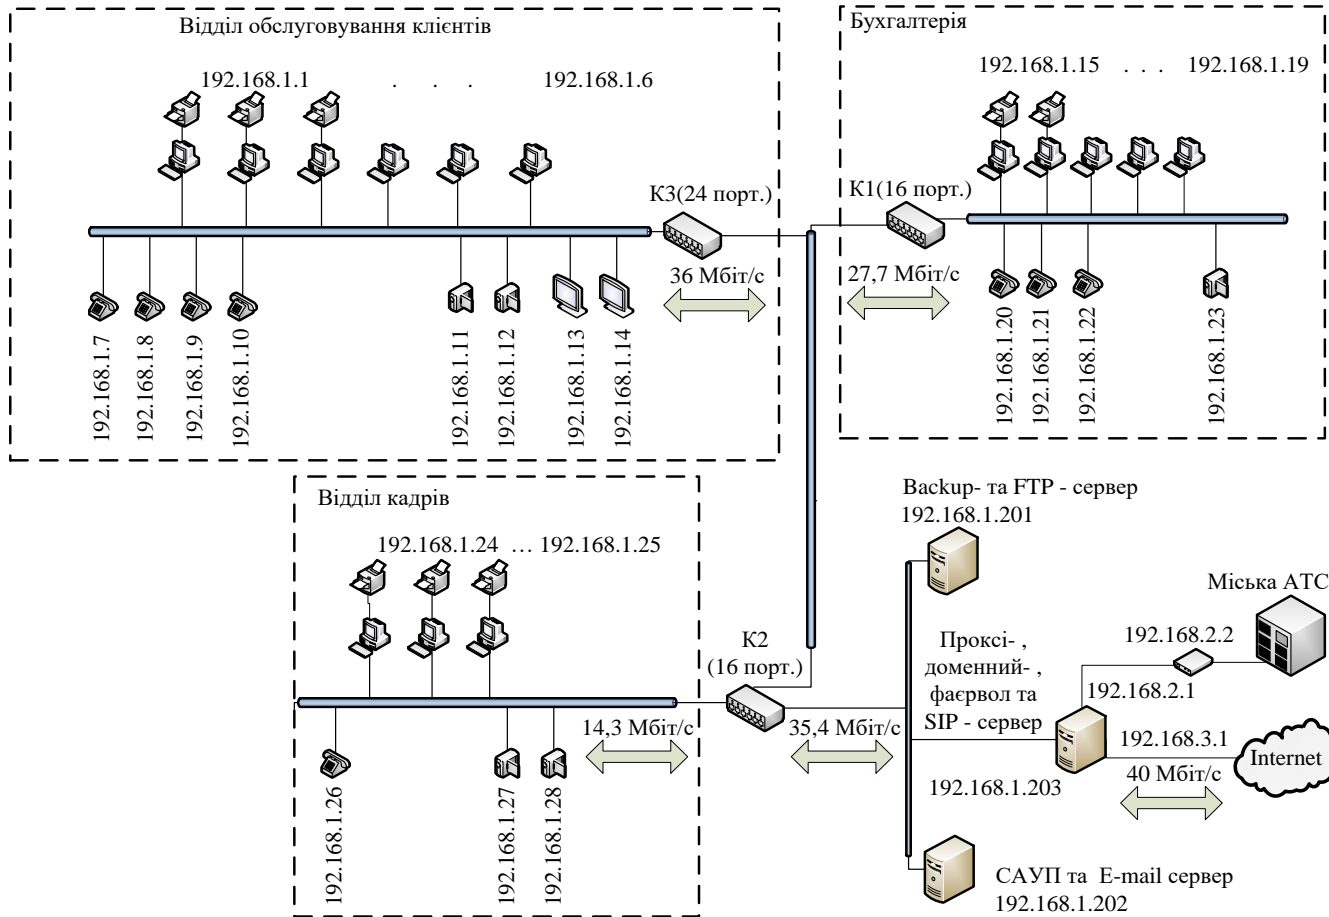 Відділ обслуговування клієнтів
192.168.1.1 . . . 192.168.1.6
К3(24 порт.)
36 Мбіт/с
192.168.1.7
192.168.1.8
192.168.1.9
192.168.1.10
192.168.1.11
192.168.1.12
192.168.1.13
192.168.1.14
Бухгалтерія
192.168.1.15 . . . 192.168.1.19
К1(16 порт.)
27,7 Мбіт/с
192.168.1.20
192.168.1.21
192.168.1.22
192.168.1.23
Відділ кадрів
192.168.1.24 ... 192.168.1.25
192.168.1.26
192.168.1.27
192.168.1.28
14,3 Мбіт/с
К2
(16 порт.)
35,4 Мбіт/с
Backup- та FTP - сервер
192.168.1.201
Проксі- ,
доменний- ,
фаєрвол та
SIP - сервер
192.168.1.203
Міська АТС
192.168.2.2
192.168.2.1
192.168.3.1
40 Мбіт/с
Internet
САУП та E-mail сервер
192.168.1.202